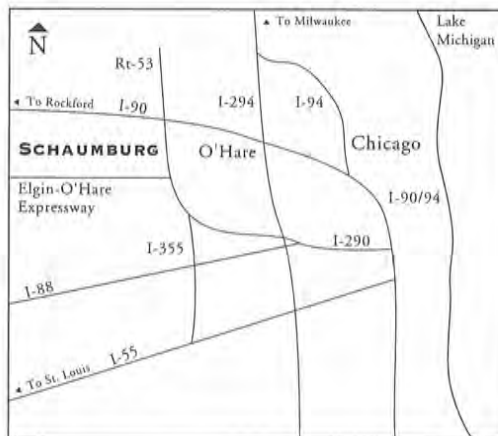 ▲ To Milwaukee
Lake
Michigan
N
Rt-53
◄ To Rockford
I-90
I-294
I-94
SCHAUMBURG
O'Hare
Chicago
Elgin-O'Hare
Expressway
I-90/94
I-355
I-290
I-88
I-55
◄ To St. Louis